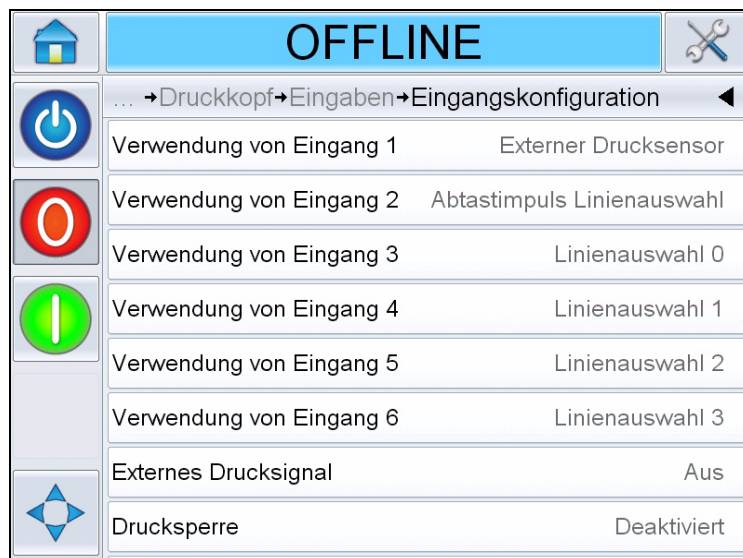 OFFLINE
... →Druckkopf→Eingaben→Eingangskonfiguration
Verwendung von Eingang 1 Externer Drucksensor
Verwendung von Eingang 2 Abtastimpuls Linienauswahl
Verwendung von Eingang 3 Linienauswahl 0
Verwendung von Eingang 4 Linienauswahl 1
Verwendung von Eingang 5 Linienauswahl 2
Verwendung von Eingang 6 Linienauswahl 3
Externes Drucksignal Aus
Drucksperre Deaktiviert